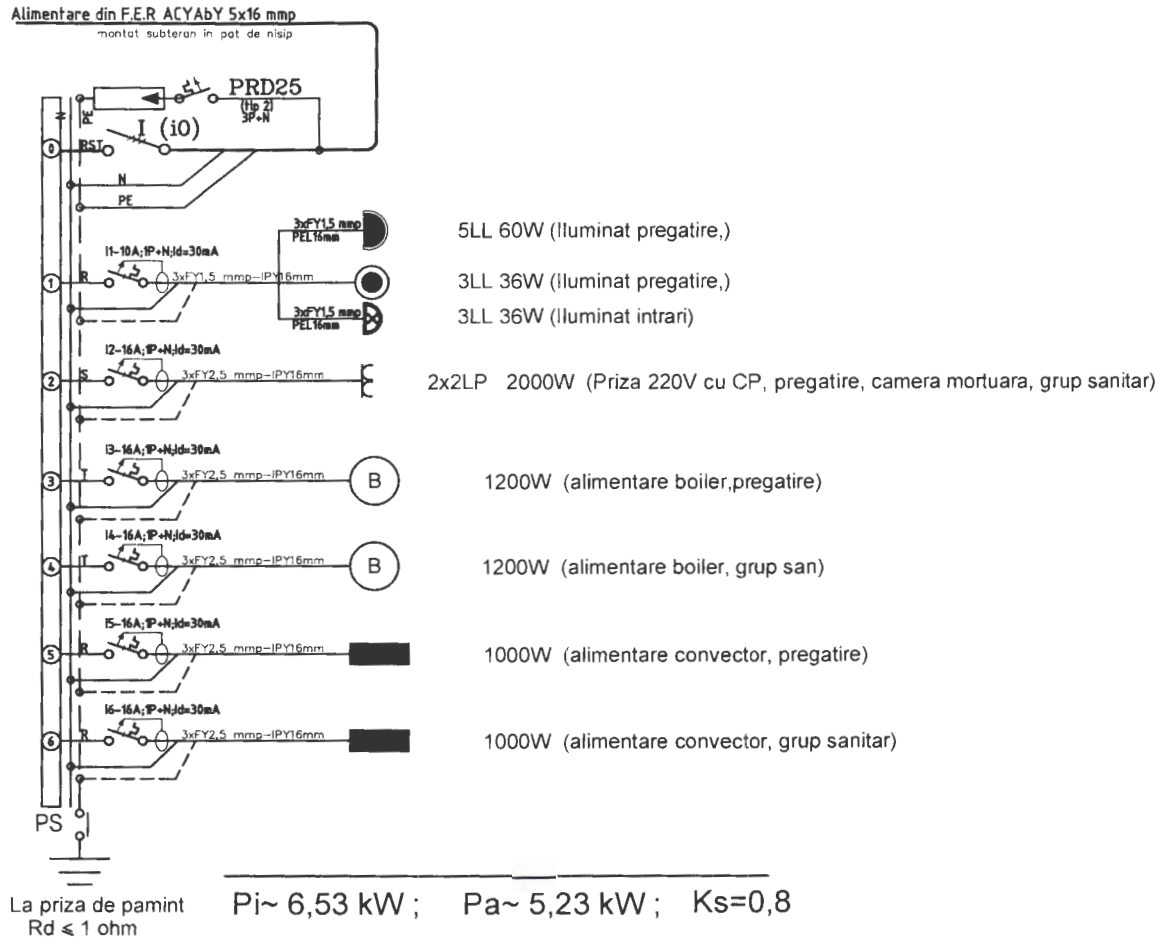 Alimentare din F.E.R ACYAbY 5x16 mmp
montat subteran in pat de nisip
PRD25
(tip 2)
3P+N
N
PE
I (i0)
0
RST
N
PE
3xFY1,5 mmp
PEL16mm
5LL 60W (Iluminat pregatire,)
I1-10A;1P+N;Id=30mA
1
R
3xFY1,5 mmp-IPY16mm
3LL 36W (Iluminat pregatire,)
3xFY1,5 mmp
PEL16mm
3LL 36W (Iluminat intrari)
I2-16A;1P+N;Id=30mA
2
S
3xFY2,5 mmp-IPY16mm
2x2LP 2000W (Priza 220V cu CP, pregatire, camera mortuara, grup sanitar)
I3-16A;1P+N;Id=30mA
3
T
3xFY2,5 mmp-IPY16mm
B
1200W (alimentare boiler,pregatire)
I4-16A;1P+N;Id=30mA
4
T
3xFY2,5 mmp-IPY16mm
B
1200W (alimentare boiler, grup san)
I5-16A;1P+N;Id=30mA
5
R
3xFY2,5 mmp-IPY16mm
1000W (alimentare convector, pregatire)
I6-16A;1P+N;Id=30mA
6
R
3xFY2,5 mmp-IPY16mm
1000W (alimentare convector, grup sanitar)
PS
La priza de pamint
Rd ⩽ 1 ohm
Pi~ 6,53 kW ; Pa~ 5,23 kW ; Ks=0,8